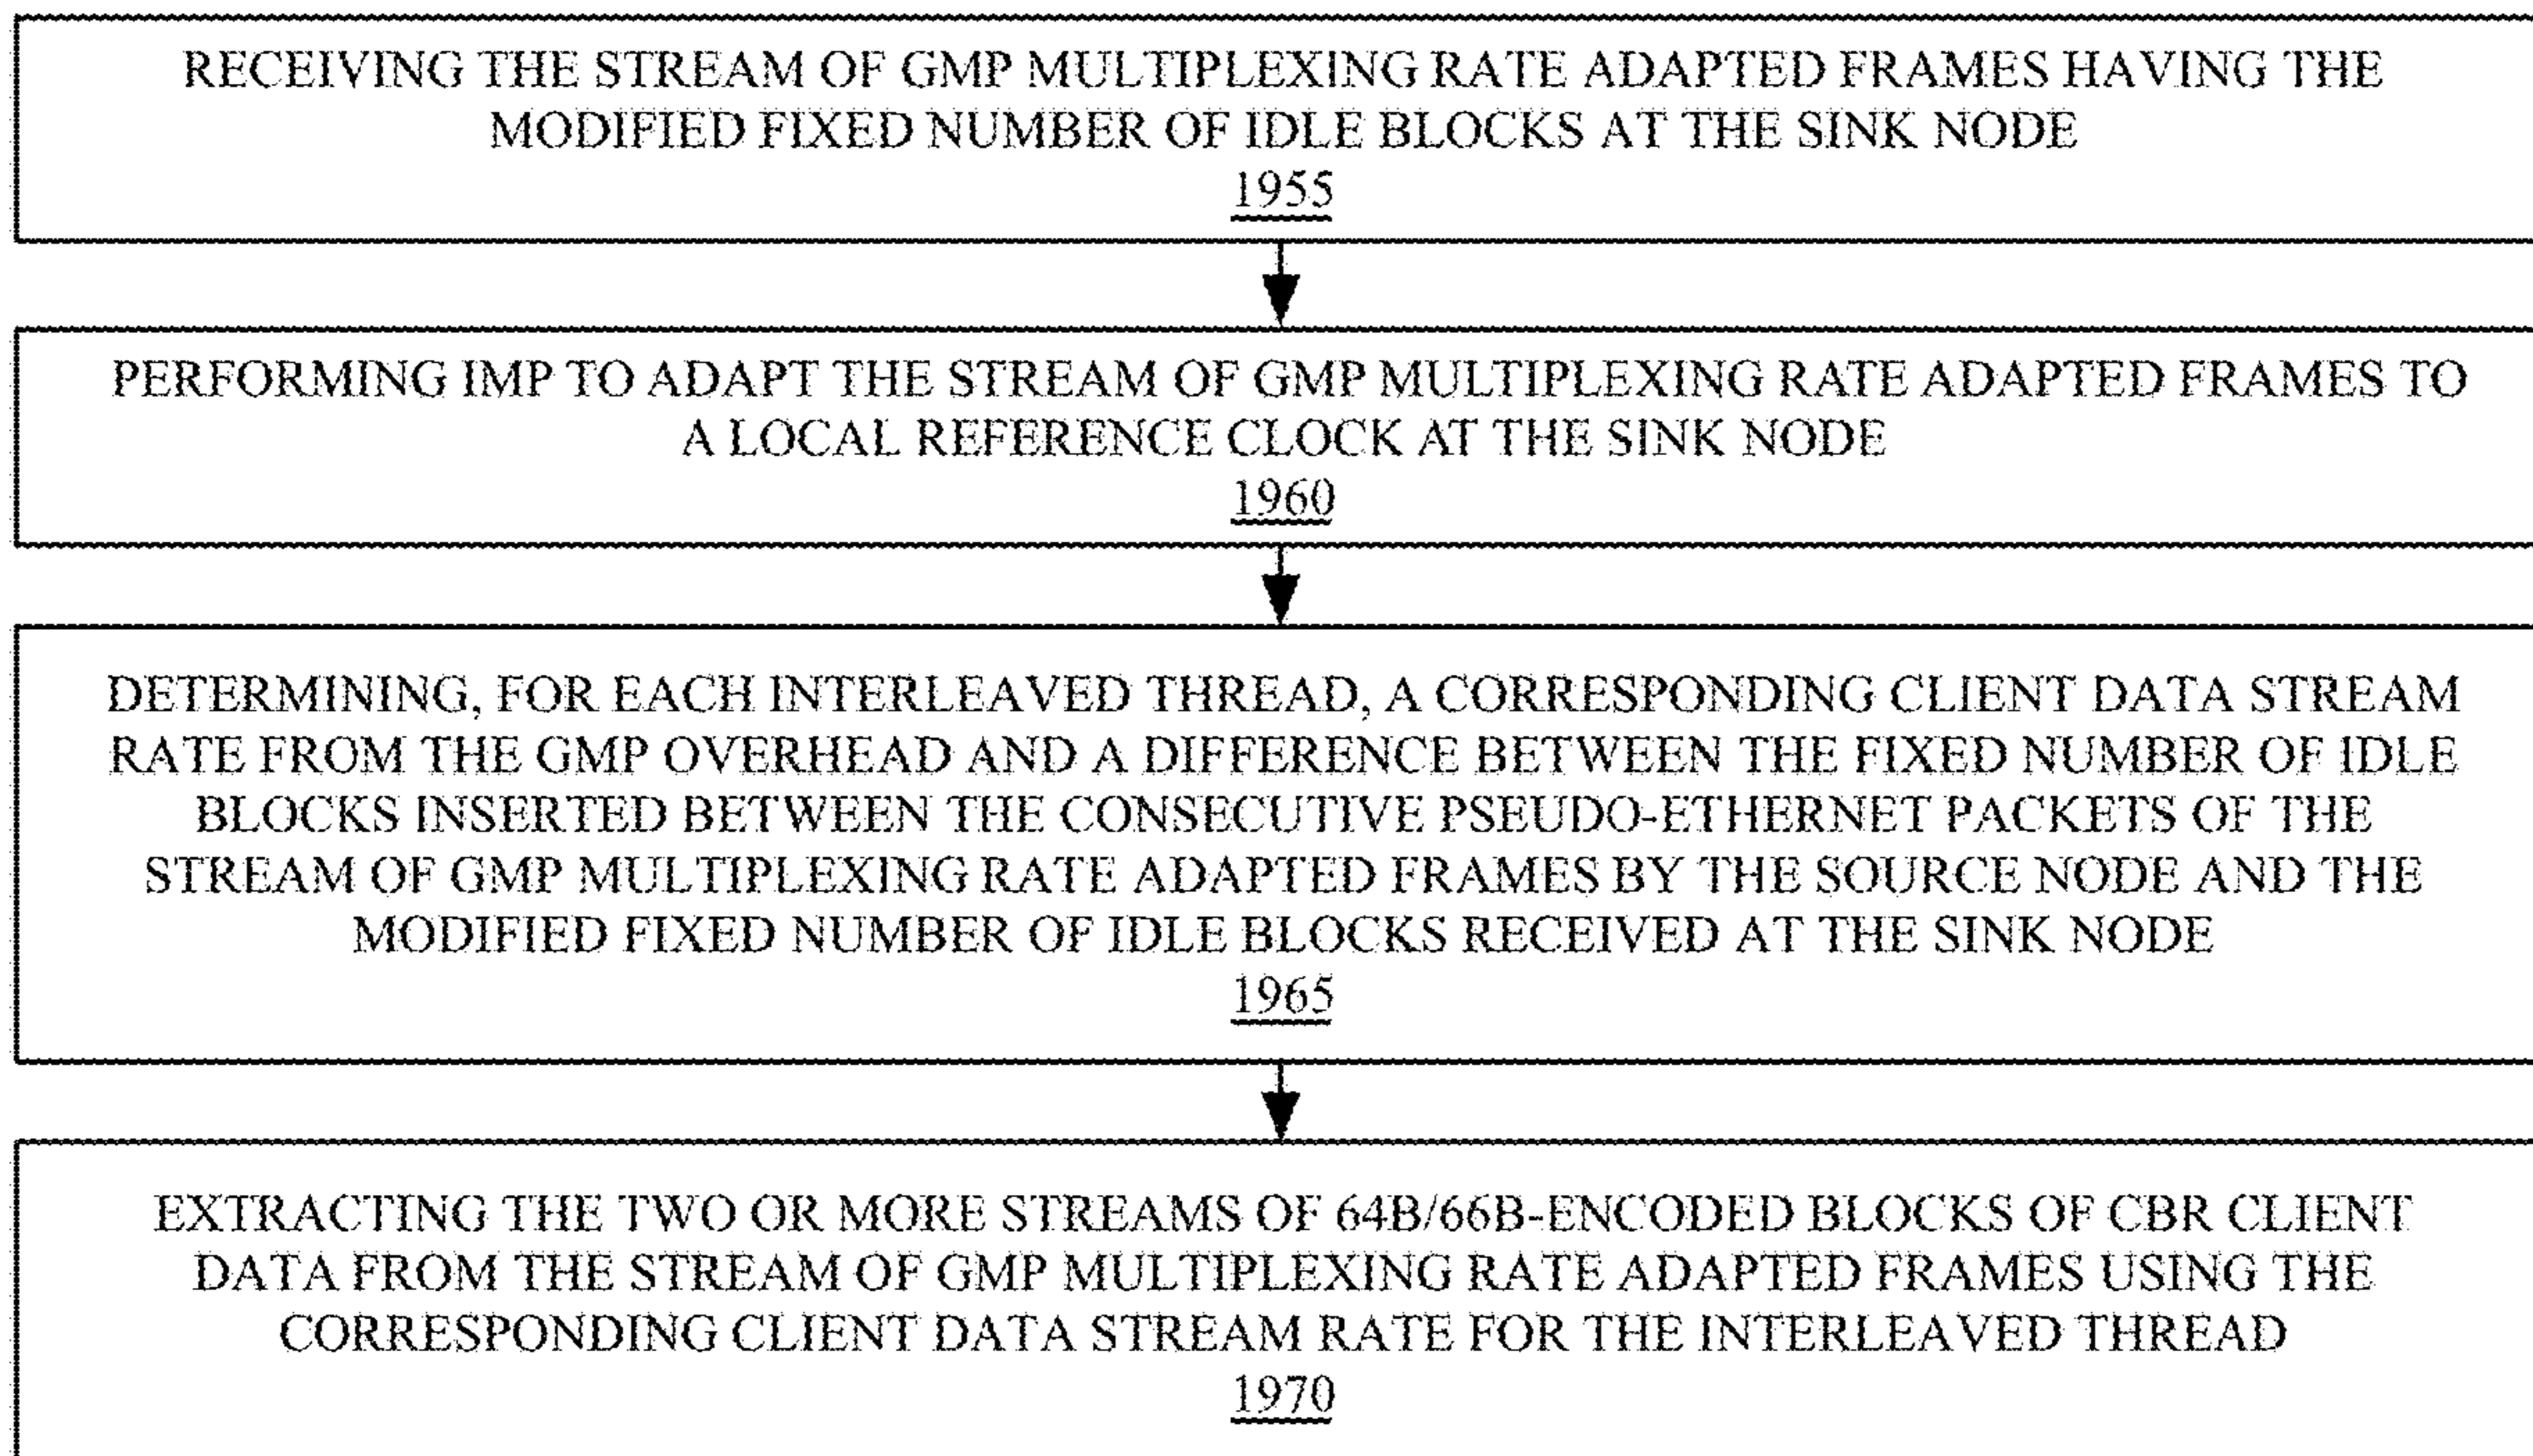 RECEIVING THE STREAM OF GMP MULTIPLEXING RATE ADAPTED FRAMES HAVING THE
MODIFIED FIXED NUMBER OF IDLE BLOCKS AT THE SINK NODE
1955
PERFORMING IMP TO ADAPT THE STREAM OF GMP MULTIPLEXING RATE ADAPTED FRAMES TO
A LOCAL REFERENCE CLOCK AT THE SINK NODE
1960
DETERMINING, FOR EACH INTERLEAVED THREAD, A CORRESPONDING CLIENT DATA STREAM
RATE FROM THE GMP OVERHEAD AND A DIFFERENCE BETWEEN THE FIXED NUMBER OF IDLE
BLOCKS INSERTED BETWEEN THE CONSECUTIVE PSEUDO-ETHERNET PACKETS OF THE
STREAM OF GMP MULTIPLEXING RATE ADAPTED FRAMES BY THE SOURCE NODE AND THE
MODIFIED FIXED NUMBER OF IDLE BLOCKS RECEIVED AT THE SINK NODE
1965
EXTRACTING THE TWO OR MORE STREAMS OF 64B/66B-ENCODED BLOCKS OF CBR CLIENT
DATA FROM THE STREAM OF GMP MULTIPLEXING RATE ADAPTED FRAMES USING THE
CORRESPONDING CLIENT DATA STREAM RATE FOR THE INTERLEAVED THREAD
1970